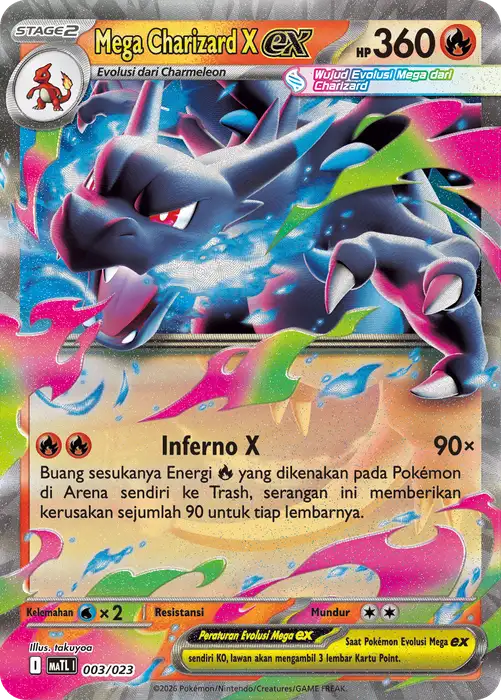 STAGE2 Mega Charizard X ex HP 360
Evolusi dari Charmeleon
Wujud Evolusi Mega dari
Charizard
Inferno X 90×
Buang sesukanya Energi yang dikenakan pada Pokémon
di Arena sendiri ke Trash, serangan ini memberikan
kerusakan sejumlah 90 untuk tiap lembarnya.
Kelemahan ×2 Resistansi Mundur
Illus. takuyoa
Peraturan Evolusi Mega ex Saat Pokémon Evolusi Mega ex
sendiri KO, lawan akan mengambil 3 lembar Kartu Point.
I MATL I 003/023
©2026 Pokémon/Nintendo/Creatures/GAME FREAK.